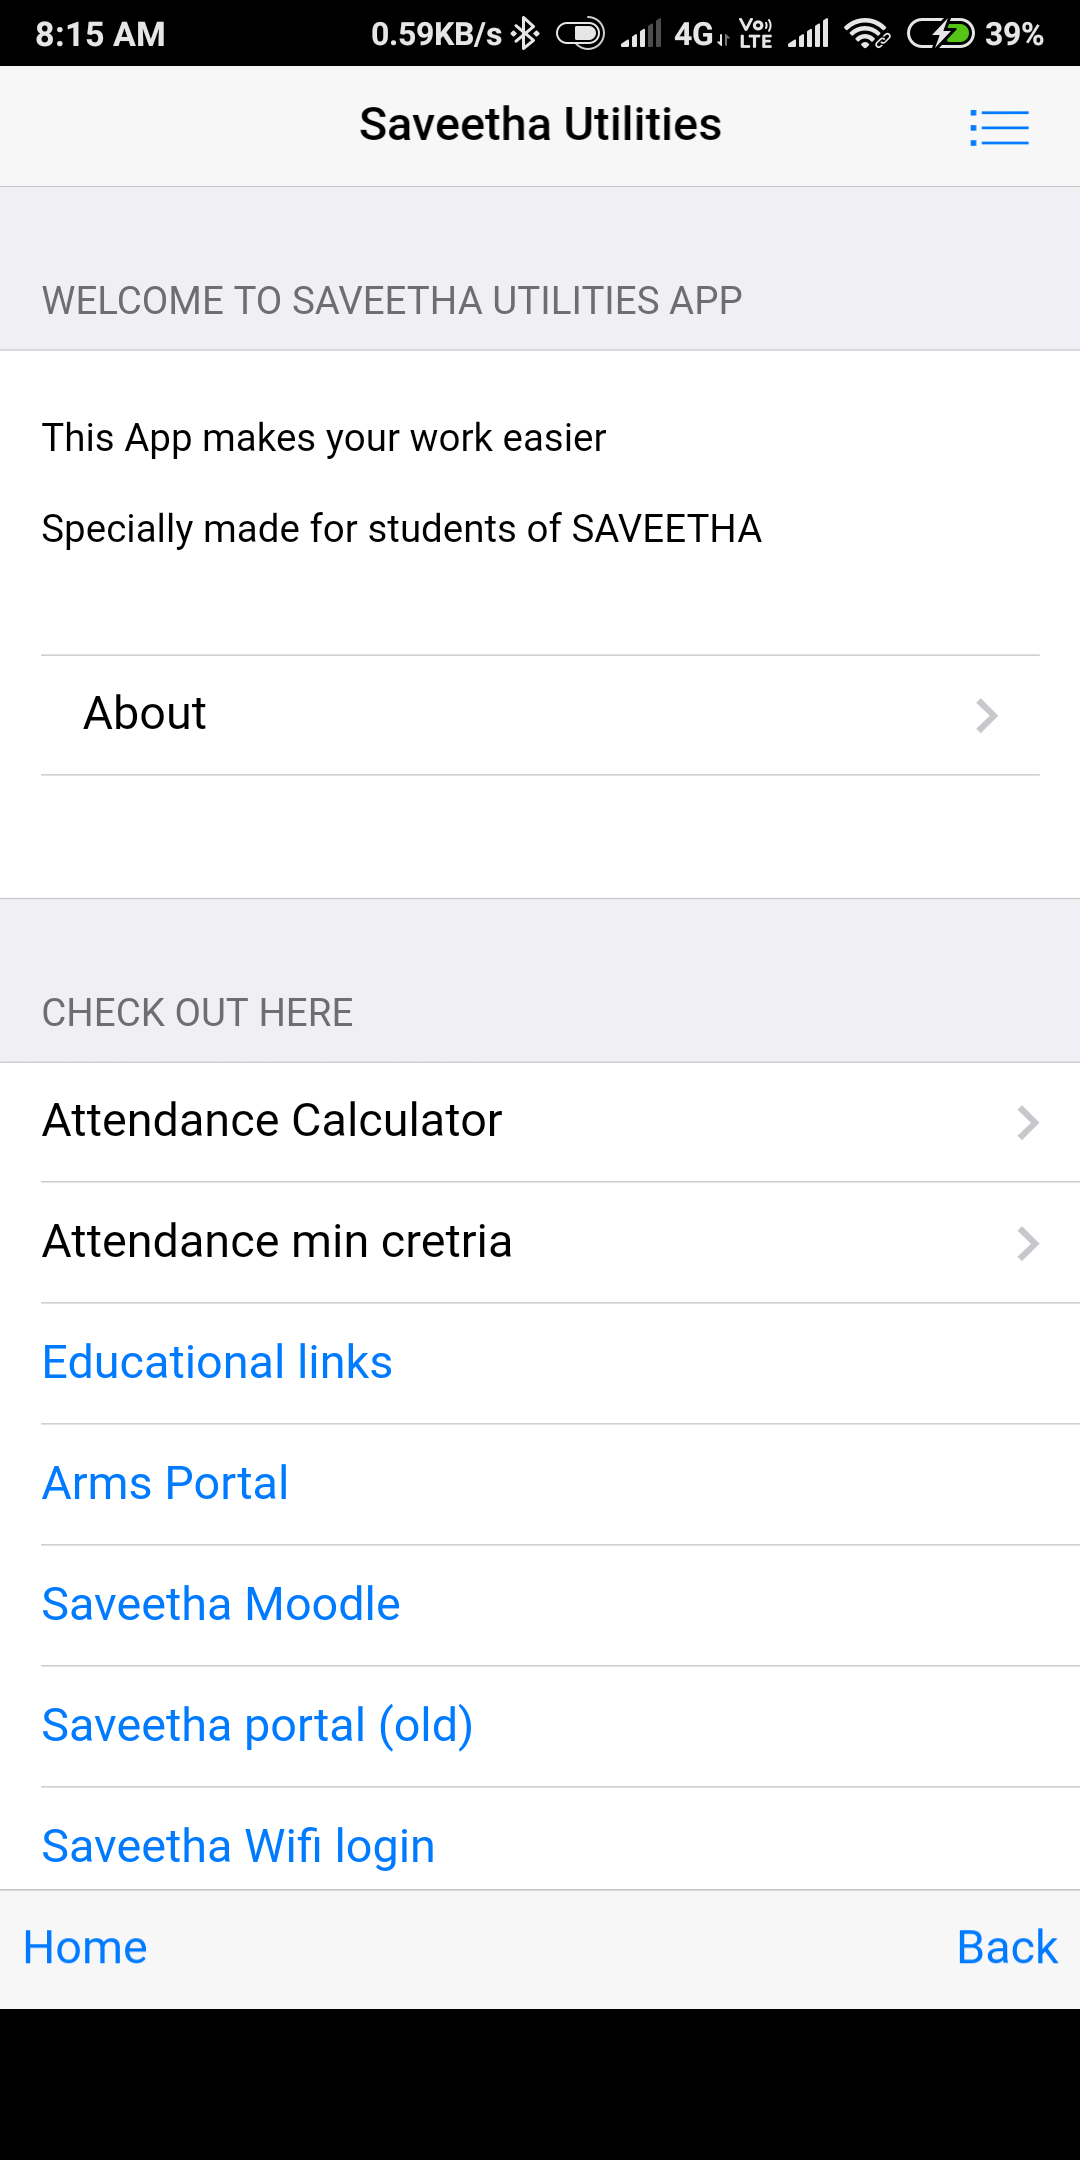 8:15 AM 0.59KB/s 4G VoLTE 39%
Saveetha Utilities
WELCOME TO SAVEETHA UTILITIES APP
This App makes your work easier
Specially made for students of SAVEETHA
About
CHECK OUT HERE
Attendance Calculator
Attendance min cretria
Educational links
Arms Portal
Saveetha Moodle
Saveetha portal (old)
Saveetha Wifi login
Home Back